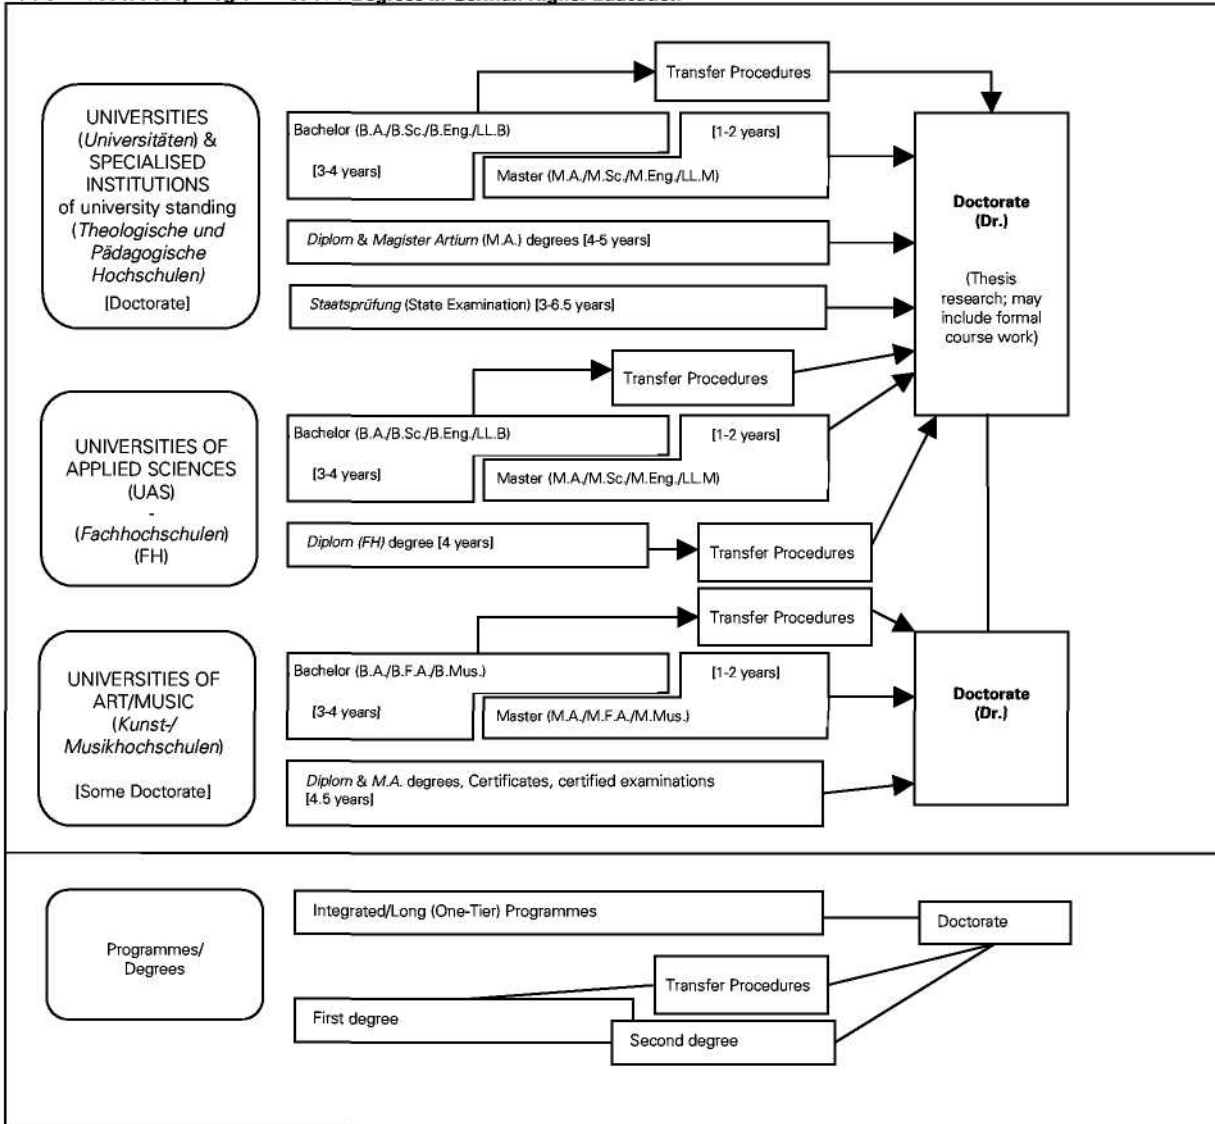 Transfer Procedures
UNIVERSITIES
(Universitäten) &
SPECIALISED
INSTITUTIONS
of university standing
(Theologische und
Pädagogische
Hochschulen)
[Doctorate]
Bachelor (B.A./B.Sc./B.Eng./LL.B)
[3-4 years]
[1-2 years]
Master (M.A./M.Sc./M.Eng./LL.M)
Diplom & Magister Artium (M.A.) degrees [4-5 years]
Staatsprüfung (State Examination) [3-6.5 years]
Doctorate
(Dr.)
(Thesis
research; may
include formal
course work)
Transfer Procedures
UNIVERSITIES OF
APPLIED SCIENCES
(UAS)
-
(Fachhochschulen)
(FH)
Bachelor (B.A./B.Sc./B.Eng./LL.B)
[3-4 years]
[1-2 years]
Master (M.A./M.Sc./M.Eng./LL.M)
Diplom (FH) degree [4 years]
Transfer Procedures
Transfer Procedures
UNIVERSITIES OF
ART/MUSIC
(Kunst-/
Musikhochschulen)
[Some Doctorate]
Bachelor (B.A./B.F.A./B.Mus.)
[3-4 years]
[1-2 years]
Master (M.A./M.F.A./M.Mus.)
Diplom & M.A. degrees, Certificates, certified examinations
[4.5 years]
Doctorate
(Dr.)
Programmes/
Degrees
Integrated/Long (One-Tier) Programmes
Doctorate
Transfer Procedures
First degree
Second degree